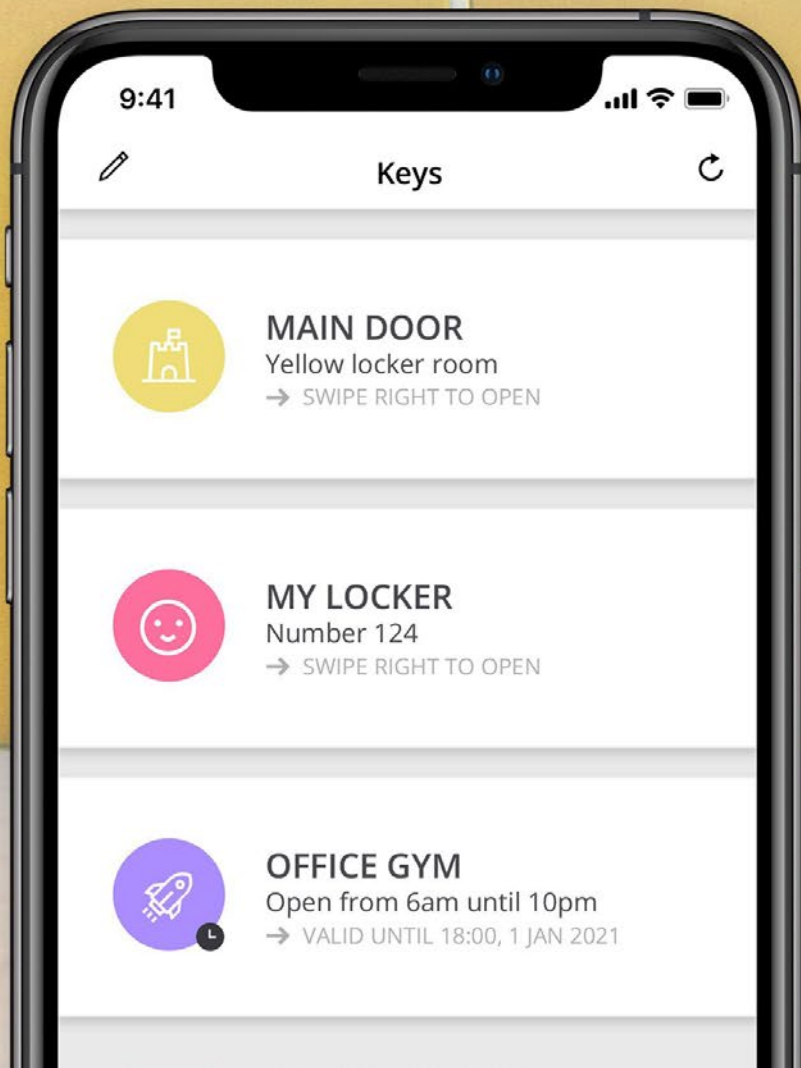 9:41
Keys
MAIN DOOR
Yellow locker room
→ SWIPE RIGHT TO OPEN
MY LOCKER
Number 124
→ SWIPE RIGHT TO OPEN
OFFICE GYM
Open from 6am until 10pm
→ VALID UNTIL 18:00, 1 JAN 2021